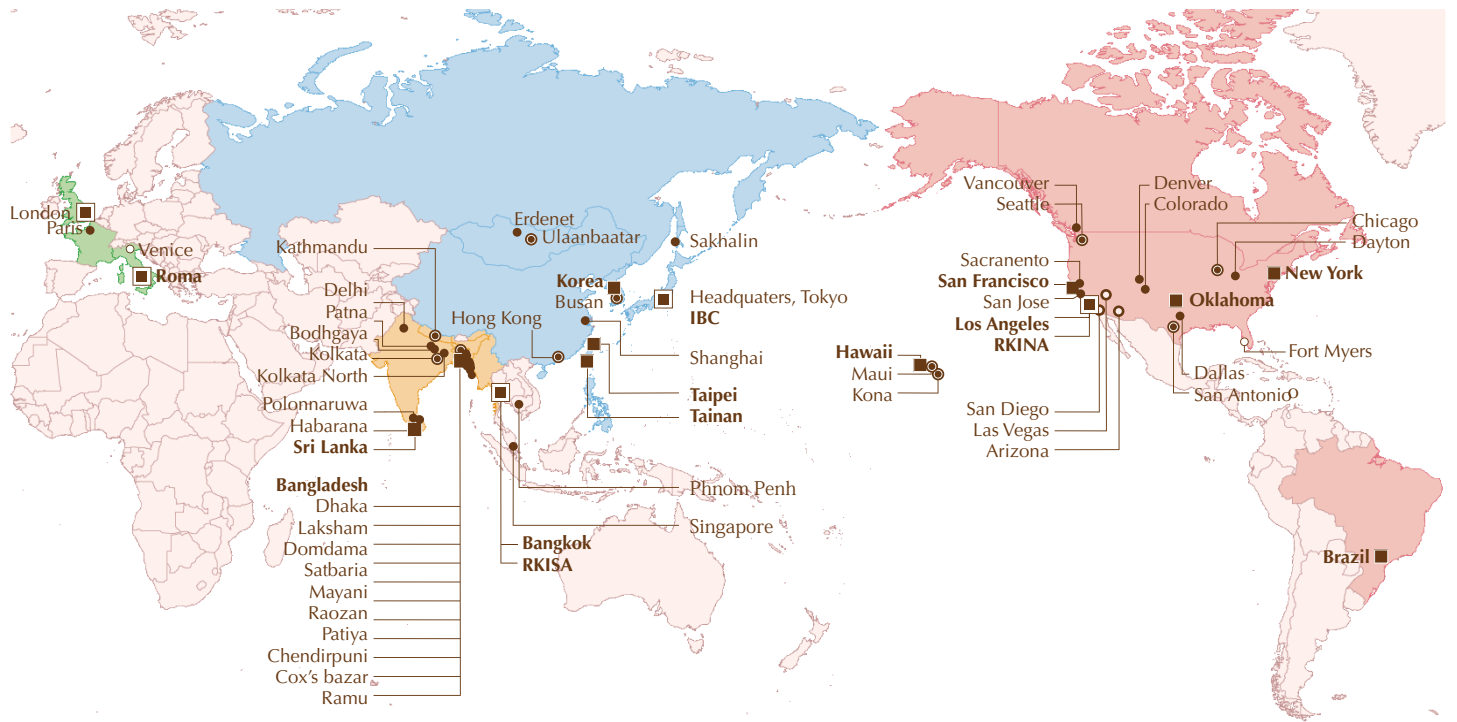 London
Paris
Venice
Roma
Kathmandu
Delhi
Patna
Bodhgaya
Kolkata
Kolkata North
Polonnaruwa
Habarana
Sri Lanka
Bangladesh
Dhaka
Laksham
Domdama
Satbaria
Mayani
Raozan
Patiya
Chendirpuni
Cox's bazar
Ramu
Erdenet
Ulaanbaatar
Sakhalin
Korea
Busan
Hong Kong
Headquaters, Tokyo
IBC
Shanghai
Taipei
Tainan
Phnom Penh
Singapore
Bangkok
RKISA
Hawaii
Maui
Kona
Vancouver
Seattle
Sacranento
San Francisco
San Jose
Los Angeles
RKINA
San Diego
Las Vegas
Arizona
Denver
Colorado
Chicago
Dayton
New York
Oklahoma
Fort Myers
Dallas
San Antonio
Brazil